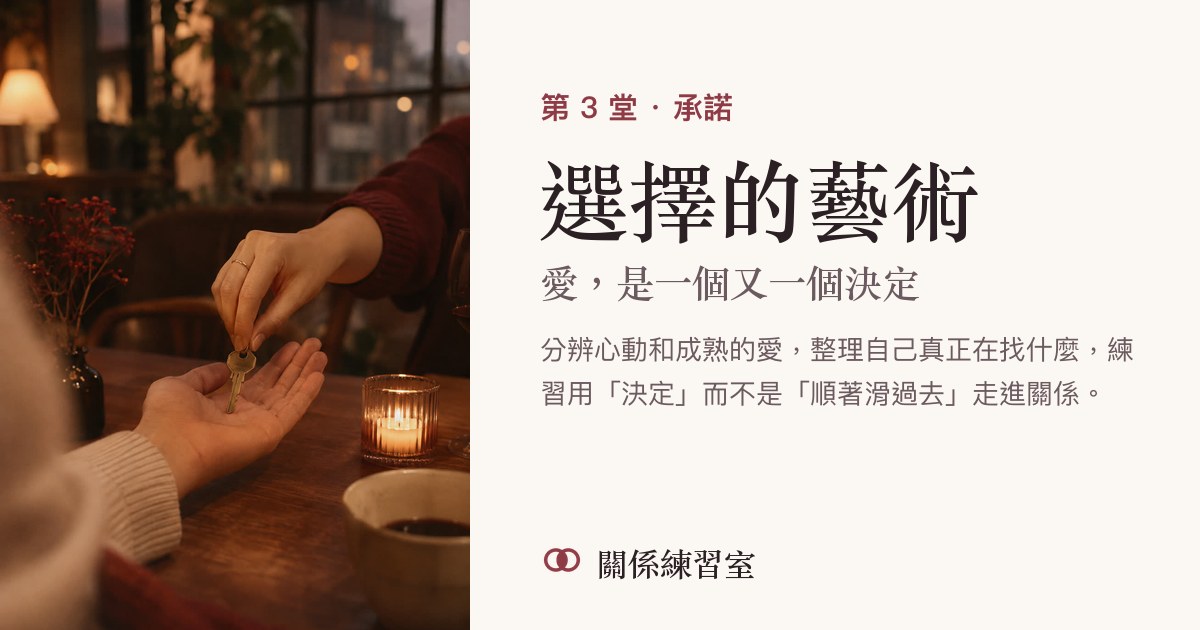 第 3 堂 · 承諾
選擇的藝術
愛，是一個又一個決定
分辨心動和成熟的愛，整理自己真正在找什麼，練
習用「決定」而不是「順著滑過去」走進關係。
關係練習室